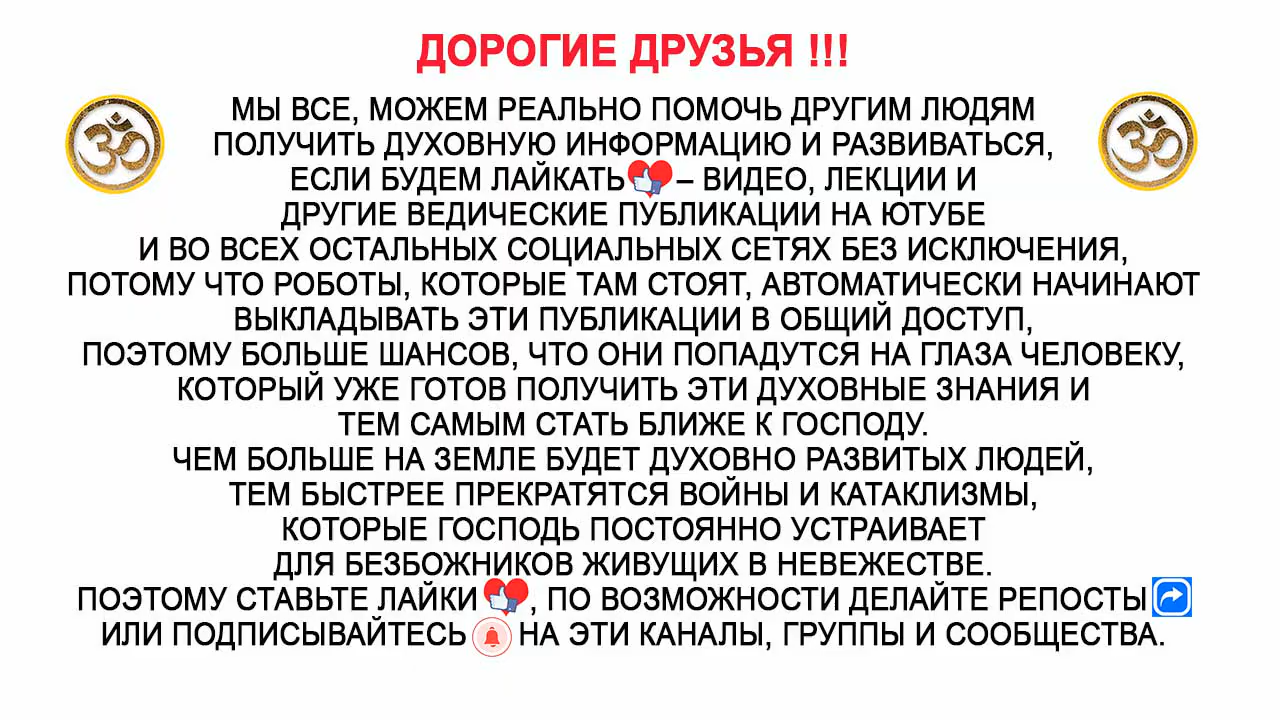 ДОРОГИЕ ДРУЗЬЯ !!!
МЫ ВСЕ, МОЖЕМ РЕАЛЬНО ПОМОЧЬ ДРУГИМ ЛЮДЯМ
ПОЛУЧИТЬ ДУХОВНУЮ ИНФОРМАЦИЮ И РАЗВИВАТЬСЯ,
ЕСЛИ БУДЕМ ЛАЙКАТЬ – ВИДЕО, ЛЕКЦИИ И
ДРУГИЕ ВЕДИЧЕСКИЕ ПУБЛИКАЦИИ НА ЮТУБЕ
И ВО ВСЕХ ОСТАЛЬНЫХ СОЦИАЛЬНЫХ СЕТЯХ БЕЗ ИСКЛЮЧЕНИЯ,
ПОТОМУ ЧТО РОБОТЫ, КОТОРЫЕ ТАМ СТОЯТ, АВТОМАТИЧЕСКИ НАЧИНАЮТ
ВЫКЛАДЫВАТЬ ЭТИ ПУБЛИКАЦИИ В ОБЩИЙ ДОСТУП,
ПОЭТОМУ БОЛЬШЕ ШАНСОВ, ЧТО ОНИ ПОПАДУТСЯ НА ГЛАЗА ЧЕЛОВЕКУ,
КОТОРЫЙ УЖЕ ГОТОВ ПОЛУЧИТЬ ЭТИ ДУХОВНЫЕ ЗНАНИЯ И
ТЕМ САМЫМ СТАТЬ БЛИЖЕ К ГОСПОДУ.
ЧЕМ БОЛЬШЕ НА ЗЕМЛЕ БУДЕТ ДУХОВНО РАЗВИТЫХ ЛЮДЕЙ,
ТЕМ БЫСТРЕЕ ПРЕКРАТЯТСЯ ВОЙНЫ И КАТАКЛИЗМЫ,
КОТОРЫЕ ГОСПОДЬ ПОСТОЯННО УСТРАИВАЕТ
ДЛЯ БЕЗБОЖНИКОВ ЖИВУЩИХ В НЕВЕЖЕСТВЕ.
ПОЭТОМУ СТАВЬТЕ ЛАЙКИ , ПО ВОЗМОЖНОСТИ ДЕЛАЙТЕ РЕПОСТЫ
ИЛИ ПОДПИСЫВАЙТЕСЬ НА ЭТИ КАНАЛЫ, ГРУППЫ И СООБЩЕСТВА.